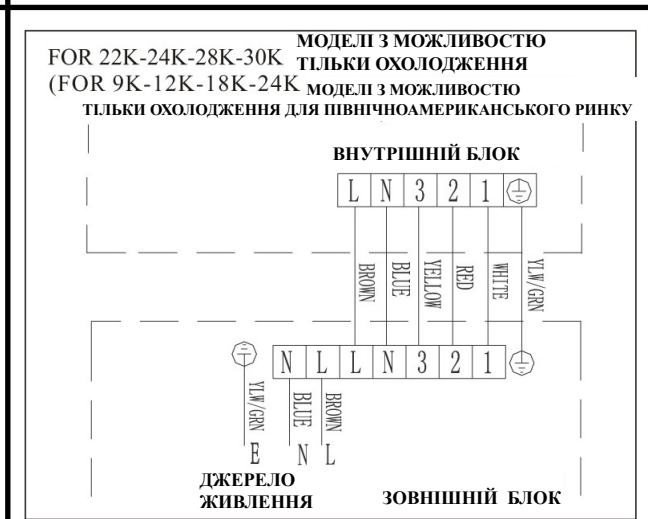 FOR 22K-24K-28K-30K МОДЕЛІ З МОЖЛИВОСТЮ
ТІЛЬКИ ОХОЛОДЖЕННЯ
(FOR 9K-12K-18K-24K МОДЕЛІ З МОЖЛИВОСТЮ
ТІЛЬКИ ОХОЛОДЖЕННЯ ДЛЯ ПІВНІЧНОАМЕРИКАНСЬКОГО РИНКУ
ВНУТРІШНІЙ БЛОК
L N 3 2 1
BROWN BLUE YELLOW RED WHITE YLW/GRN
N L L N 3 2 1
YLW/GRN BLUE BROWN
E N L
ДЖЕРЕЛО
ЖИВЛЕННЯ
ЗОВНІШНІЙ БЛОК